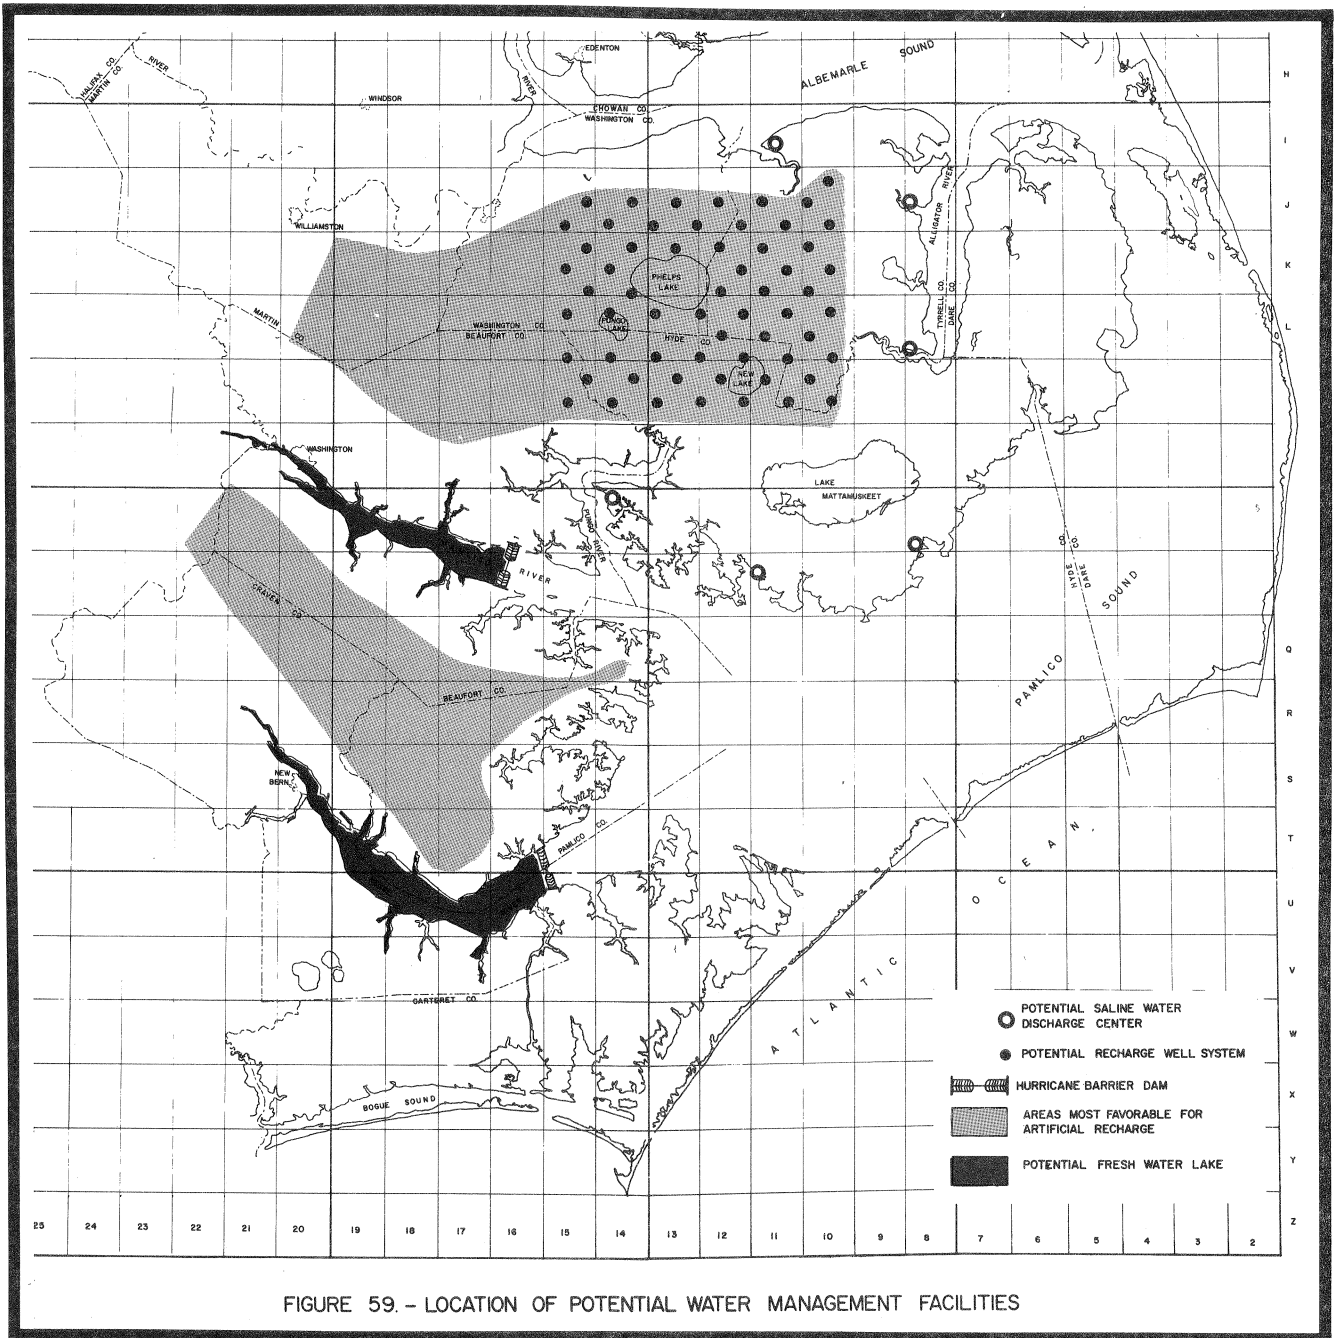 EDENTON
ALBEMARLE SOUND
H
HALIFAX CO.
MARTIN CO.
RIVER
RIVER
WINDSOR
CHOWAN CO.
WASHINGTON CO.
I
ALLIGATOR RIVER
J
WILLIAMSTON
PHELPS
LAKE
K
MARTIN CO.
WASHINGTON CO.
BEAUFORT CO.
PUNGO
LAKE
HYDE CO.
TYRRELL CO.
DARE CO.
L
NEW
LAKE
WASHINGTON
LAKE
MATTAMUSKEET
PUNGO RIVER
RIVER
HYDE CO.
DARE CO.
CRAVEN CO.
PAMLICO SOUND
Q
BEAUFORT CO.
R
NEW
BERN
S
PAMLICO CO.
T
ATLANTIC OCEAN
U
V
CARTERET CO.
POTENTIAL SALINE WATER
DISCHARGE CENTER
W
POTENTIAL RECHARGE WELL SYSTEM
HURRICANE BARRIER DAM
X
BOGUE SOUND
AREAS MOST FAVORABLE FOR
ARTIFICIAL RECHARGE
POTENTIAL FRESH WATER LAKE
Y
Z
25 24 23 22 21 20 19 18 17 16 15 14 13 12 11 10 9 8 7 6 5 4 3 2
FIGURE 59. – LOCATION OF POTENTIAL WATER MANAGEMENT FACILITIES